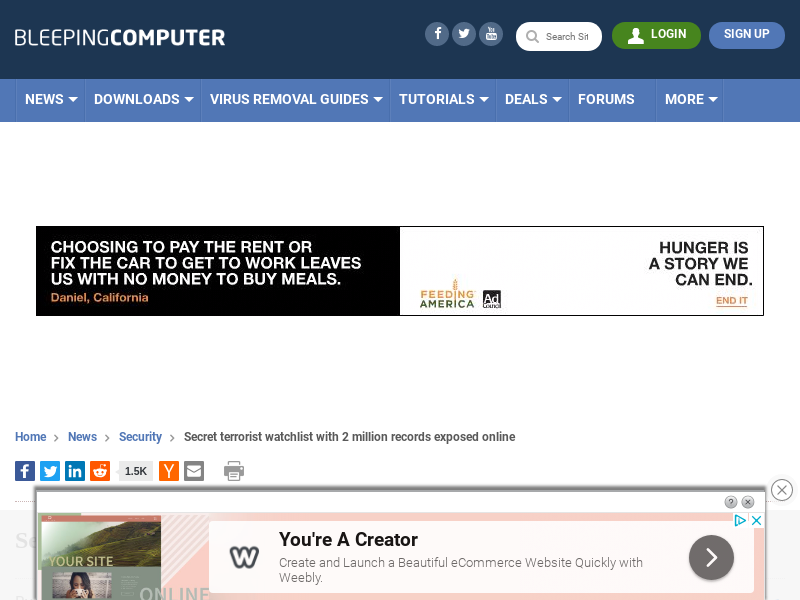 BLEEPINGCOMPUTER
Search Sit
LOGIN
SIGN UP
NEWS
DOWNLOADS
VIRUS REMOVAL GUIDES
TUTORIALS
DEALS
FORUMS
MORE
CHOOSING TO PAY THE RENT OR
FIX THE CAR TO GET TO WORK LEAVES
US WITH NO MONEY TO BUY MEALS.
Daniel, California
FEEDING
AMERICA
Ad
Council
HUNGER IS
A STORY WE
CAN END.
END IT
Home
News
Security
Secret terrorist watchlist with 2 million records exposed online
1.5K
You're A Creator
Create and Launch a Beautiful eCommerce Website Quickly with
Weebly.
YOUR SITE
ONLINE
Se